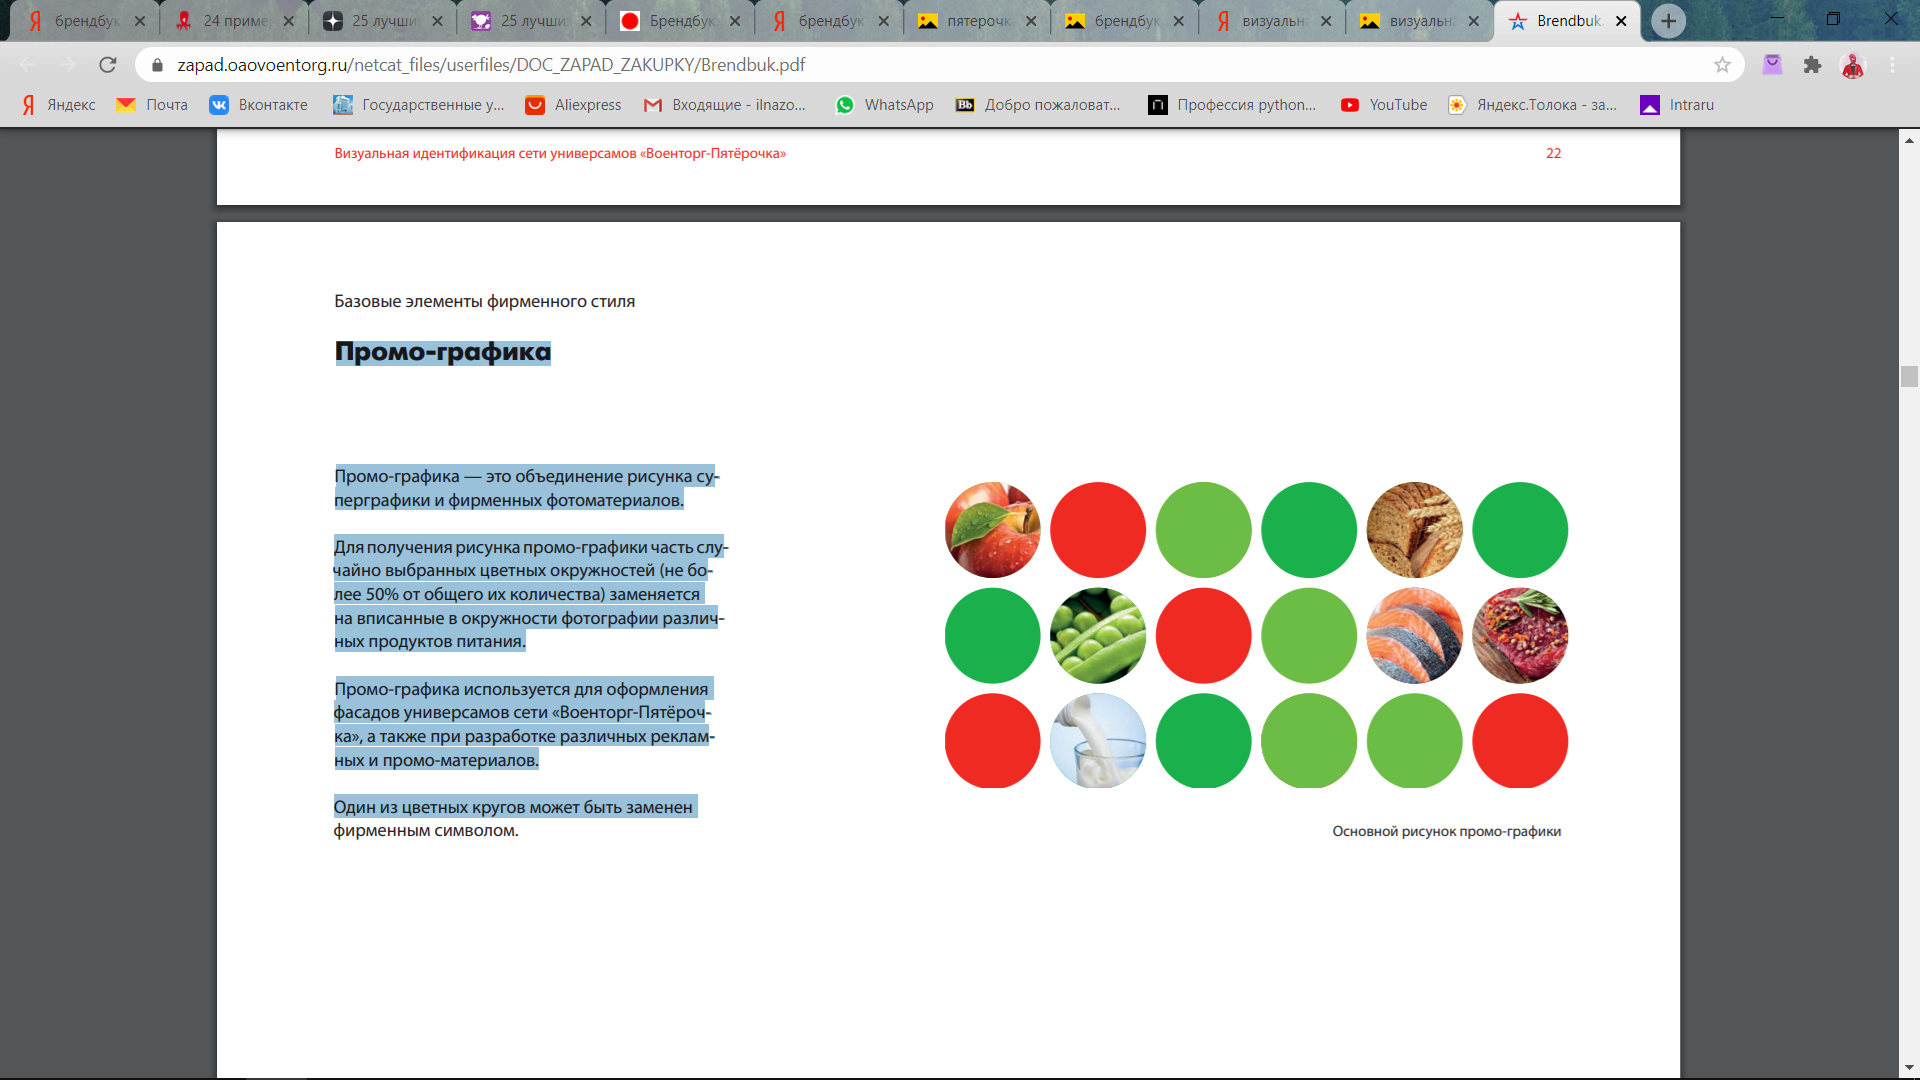 брендбук
24 приме
25 лучши
25 лучши
Брендбук
брендбук
пятерочк
брендбук
визуальн
визуальн
Brendbuk
zapad.oaovoentorg.ru/netcat_files/userfiles/DOC_ZAPAD_ZAKUPKY/Brendbuk.pdf
Яндекс
Почта
Вконтакте
Государственные у...
Aliexpress
Входящие - ilnazo...
WhatsApp
Bb
Добро пожаловат...
Профессия python...
YouTube
Яндекс.Толока - за...
Intraru
Визуальная идентификация сети универсамов «Военторг-Пятёрочка»
22
Базовые элементы фирменного стиля
Промо-графика
Промо-графика — это объединение рисунка су-
перграфики и фирменных фотоматериалов.
Для получения рисунка промо-графики часть слу-
чайно выбранных цветных окружностей (не бо-
лее 50% от общего их количества) заменяется
на вписанные в окружности фотографии различ-
ных продуктов питания.
Промо-графика используется для оформления
фасадов универсамов сети «Военторг-Пятёроч-
ка», а также при разработке различных реклам-
ных и промо-материалов.
Один из цветных кругов может быть заменен
фирменным символом.
Основной рисунок промо-графики